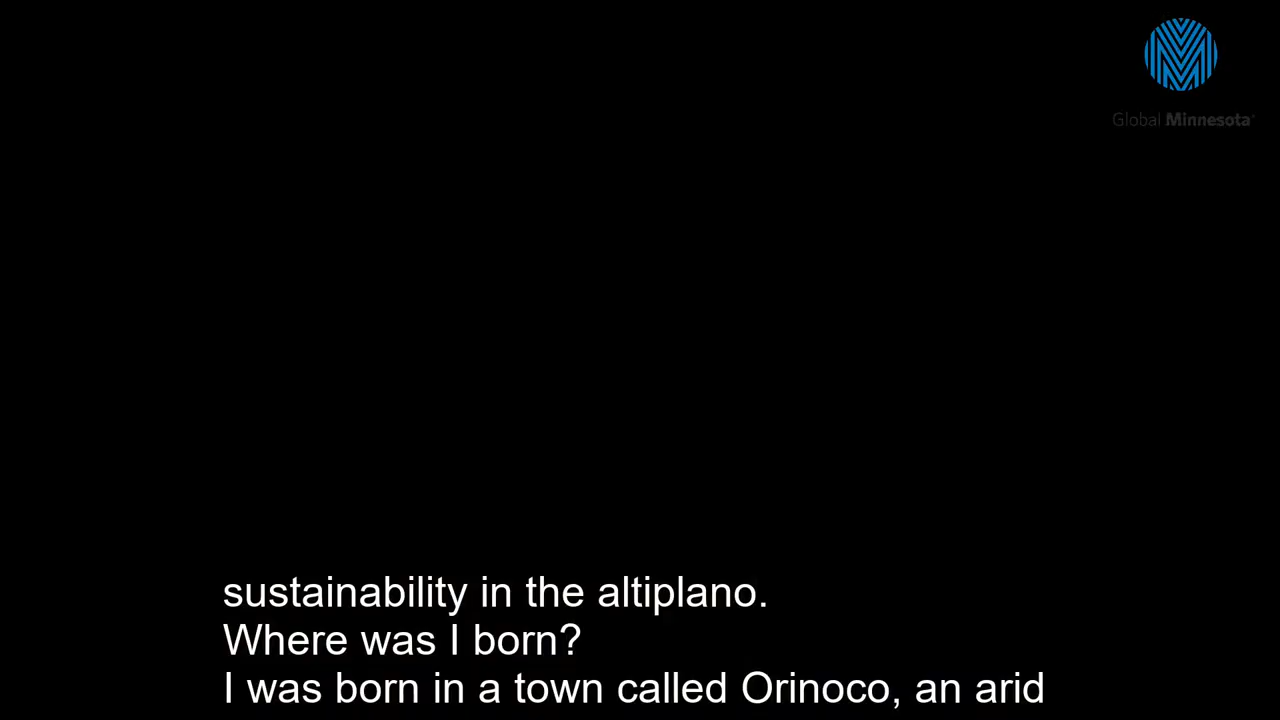 Global Minnesota
sustainability in the altiplano.
Where was I born?
I was born in a town called Orinoco, an arid